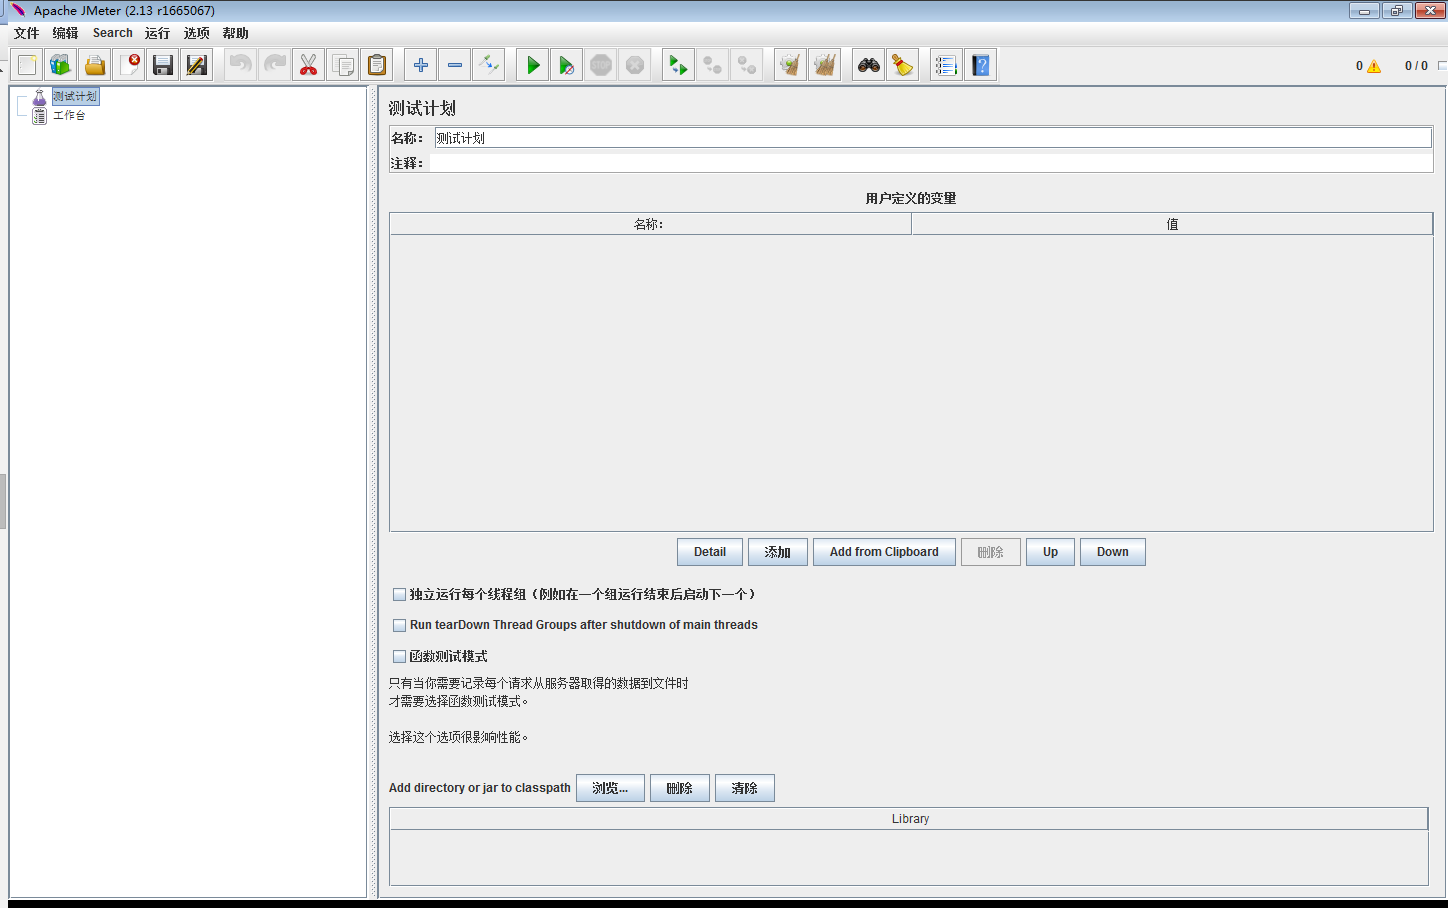 Apache JMeter (2.13 r1665067)
文件 编辑 Search 运行 选项 帮助
STOP
0 0 / 0
测试计划
工作台
测试计划
名称： 测试计划
注释：
用户定义的变量
名称： 值
Detail 添加 Add from Clipboard 删除 Up Down
独立运行每个线程组（例如在一个组运行结束后启动下一个）
Run tearDown Thread Groups after shutdown of main threads
函数测试模式
只有当你需要记录每个请求从服务器取得的数据到文件时
才需要选择函数测试模式。
选择这个选项很影响性能。
Add directory or jar to classpath 浏览... 删除 清除
Library